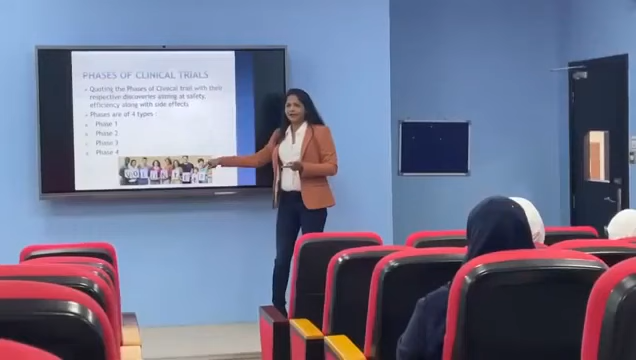 PHASES OF CLINICAL TRIALS
Quoting the Phases of Clinical trial with their
respective discoveries aiming at safety,
efficiency along with side effects
Phases are of 4 types :
Phase 1
Phase 2
Phase 3
Phase 4